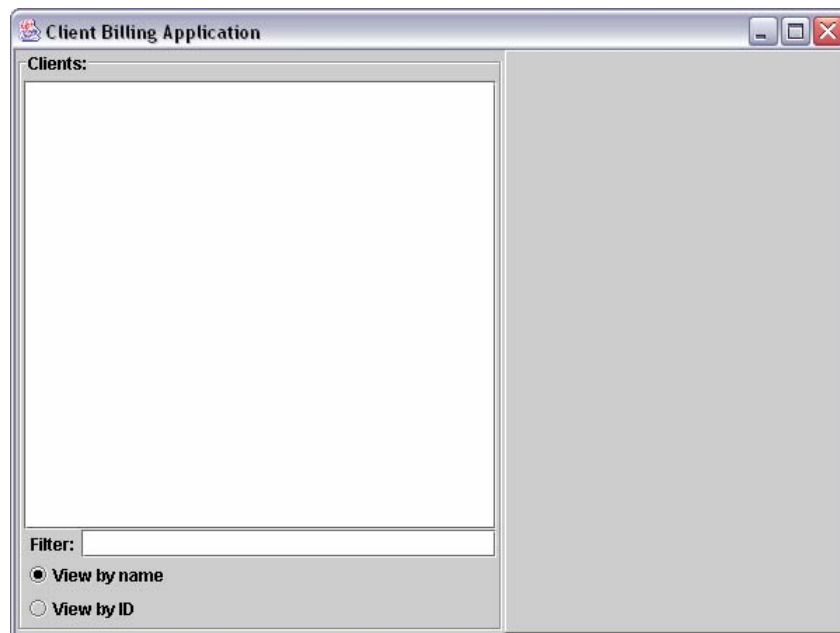 Client Billing Application
Clients:
Filter:
View by name
View by ID